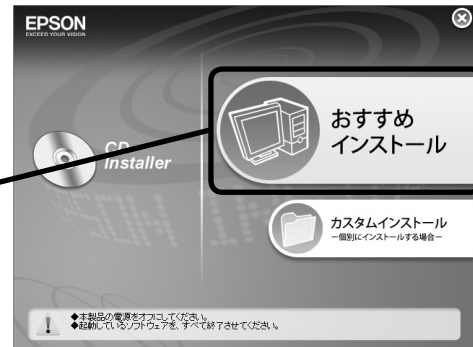 EPSON
EXCEED YOUR VISION
CD
Installer
おすすめ
インストール
カスタムインストール
－個別にインストールする場合－
◆本製品の電源をオフにしてください。
◆起動しているソフトウェアを、すべて終了させてください。